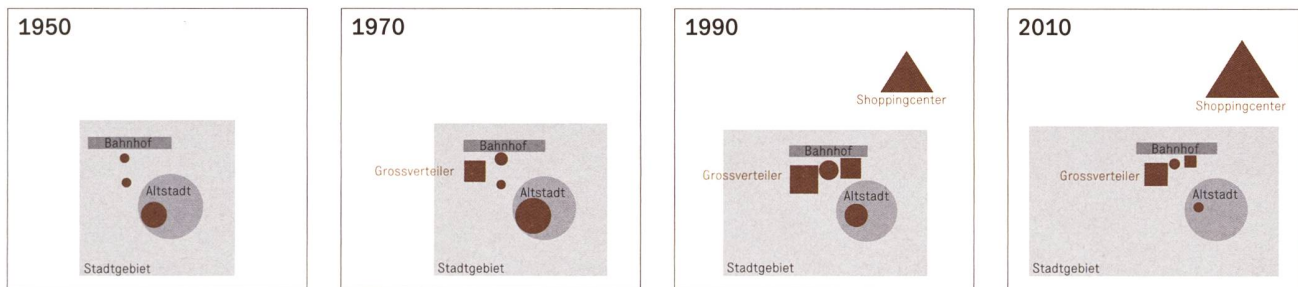 1950
Bahnhof
Altstadt
Stadtgebiet
1970
Bahnhof
Grossverteiler
Altstadt
Stadtgebiet
1990
Shoppingcenter
Bahnhof
Grossverteiler
Altstadt
Stadtgebiet
2010
Shoppingcenter
Bahnhof
Grossverteiler
Altstadt
Stadtgebiet